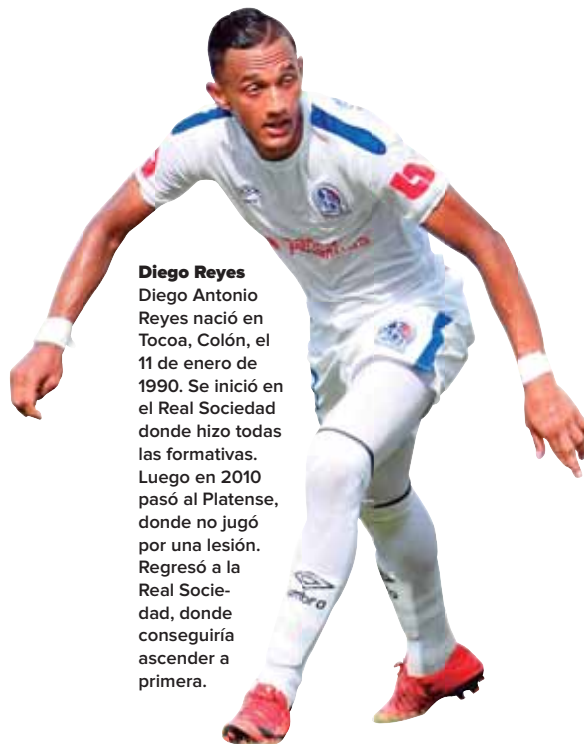 Diego Reyes
Diego Antonio
Reyes nació en
Tocoa, Colón, el
11 de enero de
1990. Se inició en
el Real Sociedad
donde hizo todas
las formativas.
Luego en 2010
pasó al Platense,
donde no jugó
por una lesión.
Regresó a la
Real Socie-
dad, donde
conseguiría
ascender a
primera.
umbro